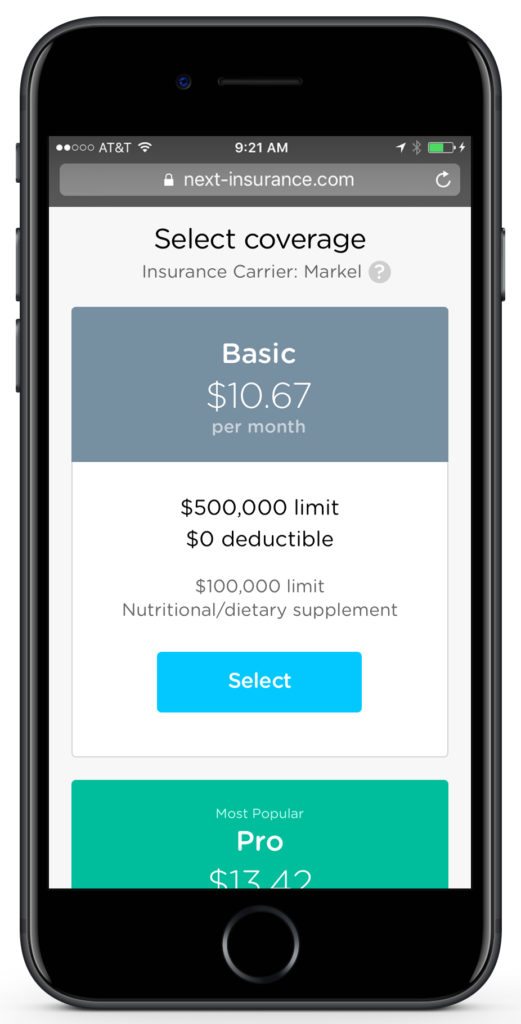 AT&T 9:21 AM
next-insurance.com
Select coverage
Insurance Carrier: Markel ?
Basic
$10.67
per month
$500,000 limit
$0 deductible
$100,000 limit
Nutritional/dietary supplement
Select
Most Popular
Pro
$13.42